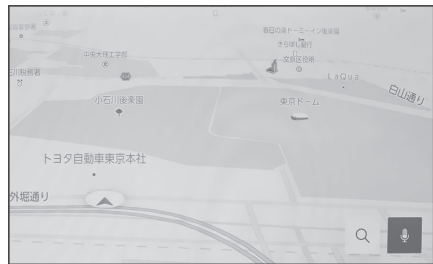 春日の湯ドーミーイン後楽園
きらぼし銀行
中央大理工学部
文京区役所
LaQua
白山通り
小石川後楽園
東京ドーム
トヨタ自動車東京本社
外堀通り